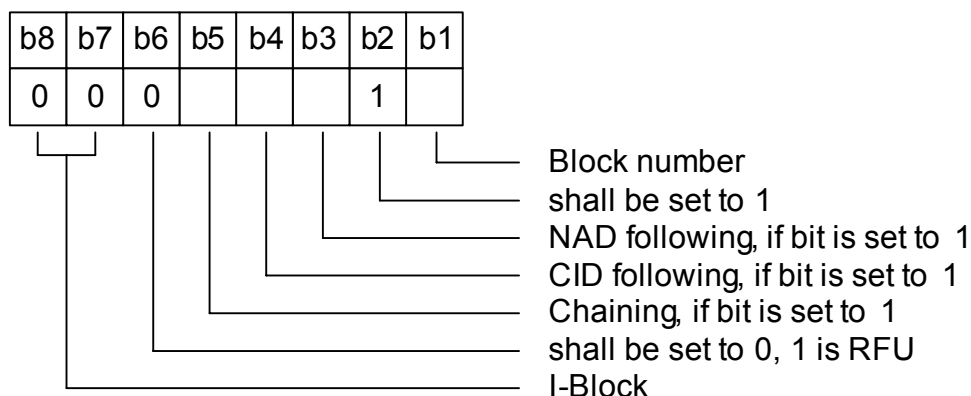 b8 b7 b6 b5 b4 b3 b2 b1
0 0 0 1
Block number
shall be set to 1
NAD following, if bit is set to 1
CID following, if bit is set to 1
Chaining, if bit is set to 1
shall be set to 0, 1 is RFU
I-Block